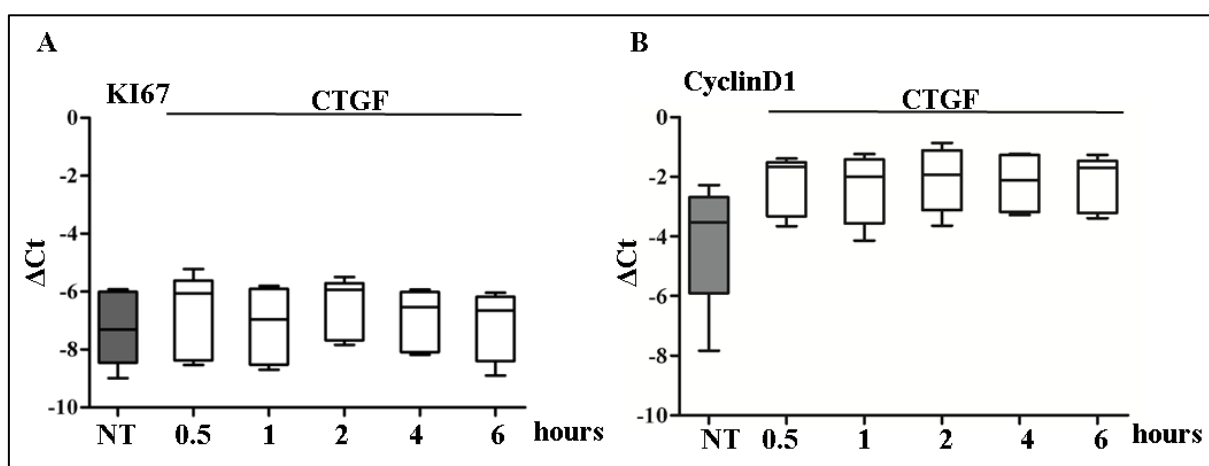 A
KI67
CTGF
ΔCt
0
-2
-4
-6
-8
-10
NT 0.5 1 2 4 6 hours
B
CyclinD1
CTGF
ΔCt
0
-2
-4
-6
-8
-10
NT 0.5 1 2 4 6 hours